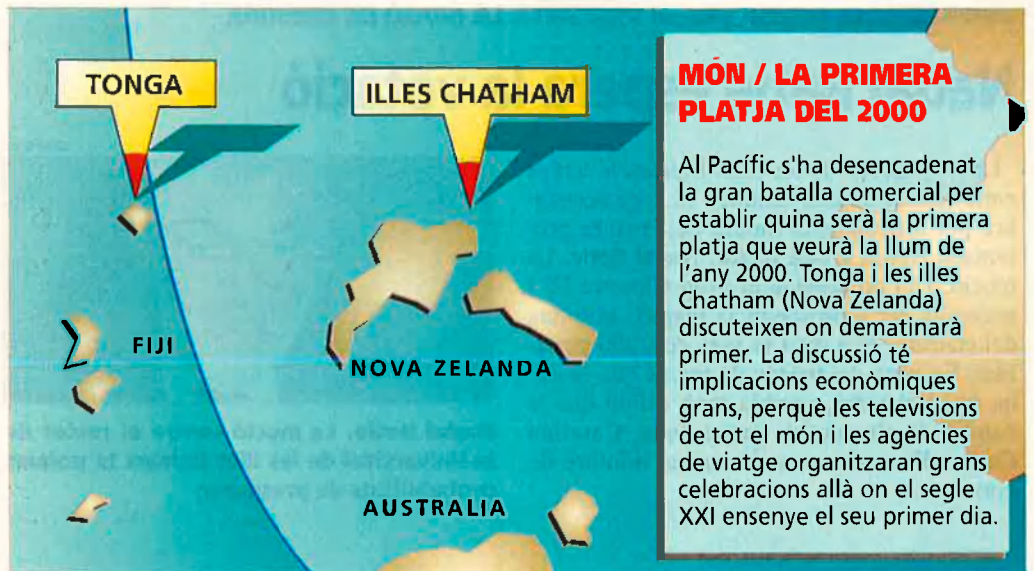 TONGA
ILLES CHATHAM
FIJI
NOVA ZELANDA
AUSTRALIA
MÓN / LA PRIMERA
PLATJA DEL 2000
Al Pacífic s'ha desencadenat
la gran batalla comercial per
establir quina serà la primera
platja que veurà la llum de
l'any 2000. Tonga i les illes
Chatham (Nova Zelanda)
discuteixen on dematinarà
primer. La discussió té
implicacions econòmiques
grans, perquè les televisions
de tot el món i les agències
de viatge organitzaran grans
celebracions allà on el segle
XXI ensenye el seu primer dia.